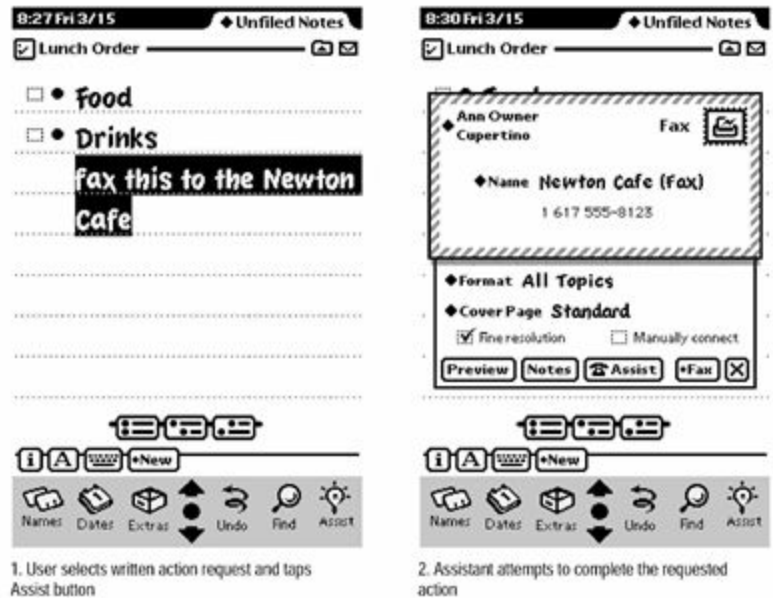 8:27 Fri 3/15
◆Unfiled Notes
Lunch Order
Food
Drinks
fax this to the Newton
Cafe
i A •New
Names Dates Extras Undo Find Assist
1. User selects written action request and taps
Assist button
8:30 Fri 3/15
◆Unfiled Notes
Lunch Order
◆Ann Owner
Cupertino
Fax
◆Name Newton Cafe (Fax)
1 617 555-8123
◆Format All Topics
◆Cover Page Standard
Fine resolution Manually connect
Preview Notes Assist •Fax X
i A •New
Names Dates Extras Undo Find Assist
2. Assistant attempts to complete the requested
action